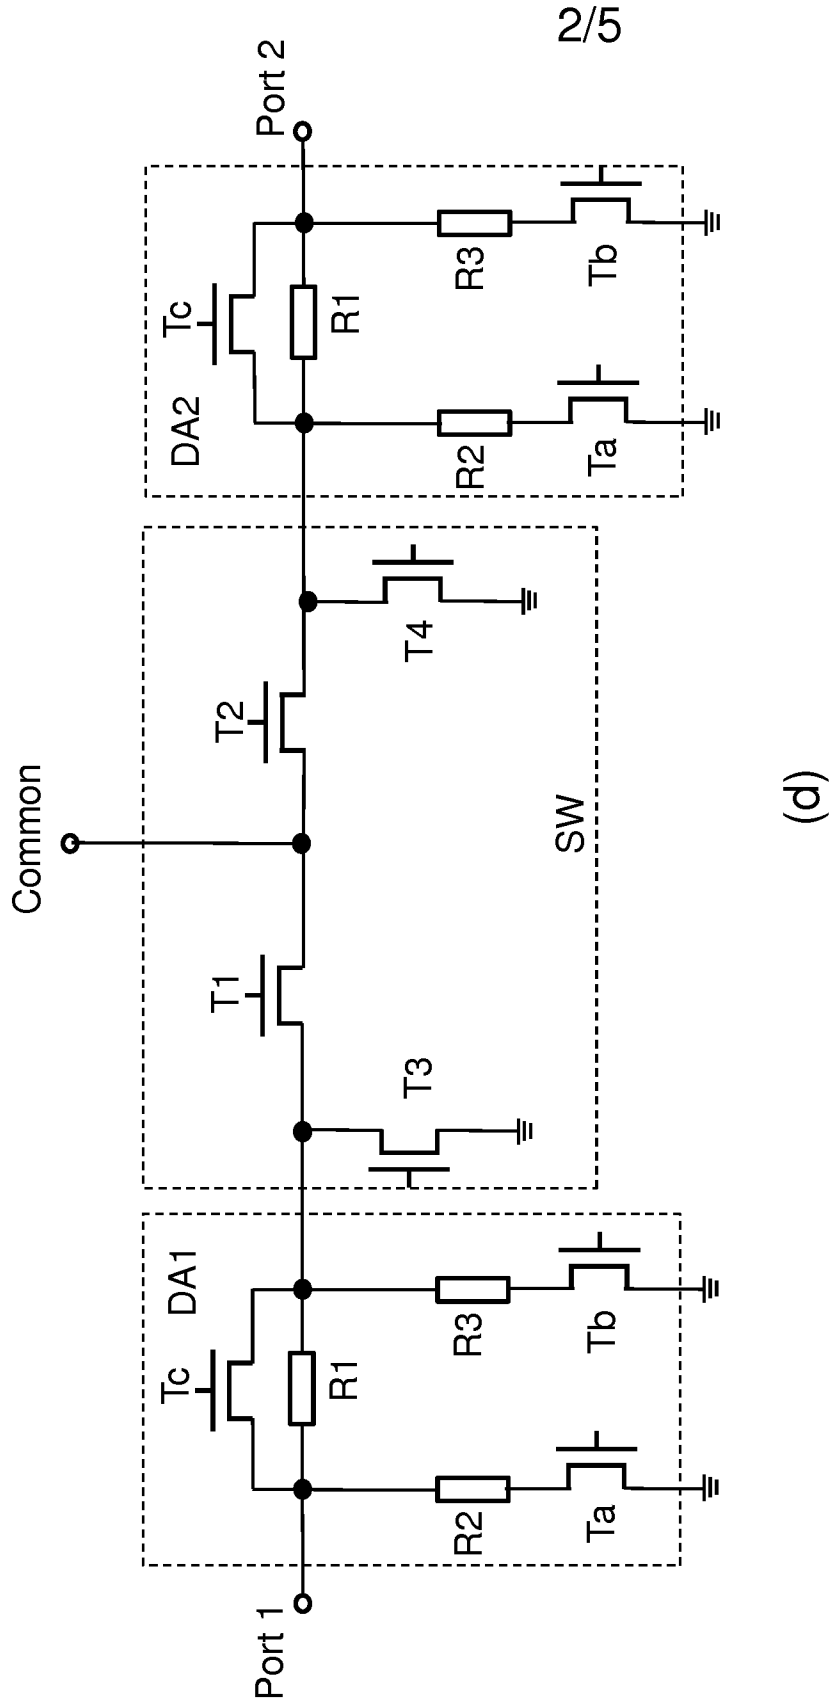 2/5
Common
Port 1
Port 2
DA1
Tc
R1
R2
R3
Ta
Tb
T1
T2
T3
T4
SW
DA2
Tc
R1
R2
R3
Ta
Tb
(d)